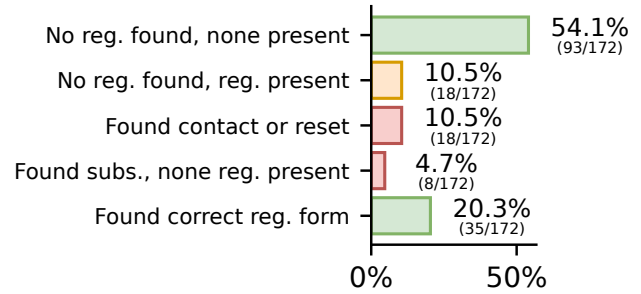 No reg. found, none present
54.1%
(93/172)
No reg. found, reg. present
10.5%
(18/172)
Found contact or reset
10.5%
(18/172)
Found subs., none reg. present
4.7%
(8/172)
Found correct reg. form
20.3%
(35/172)
0%
50%